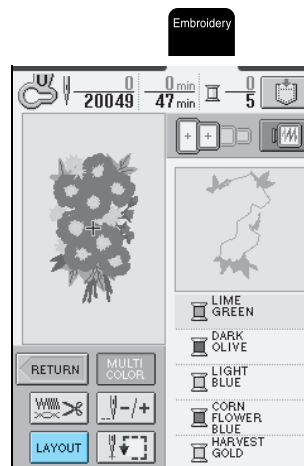 Embroidery
U
0
20049
0 min
47 min
0
5
RETURN
MULTI
COLOR
-/+
LAYOUT
LIME
GREEN
DARK
OLIVE
LIGHT
BLUE
CORN
FLOWER
BLUE
HARVEST
GOLD